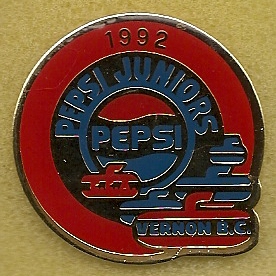 1992
PEPSI JUNIORS
PEPSI
VERNON B.C.